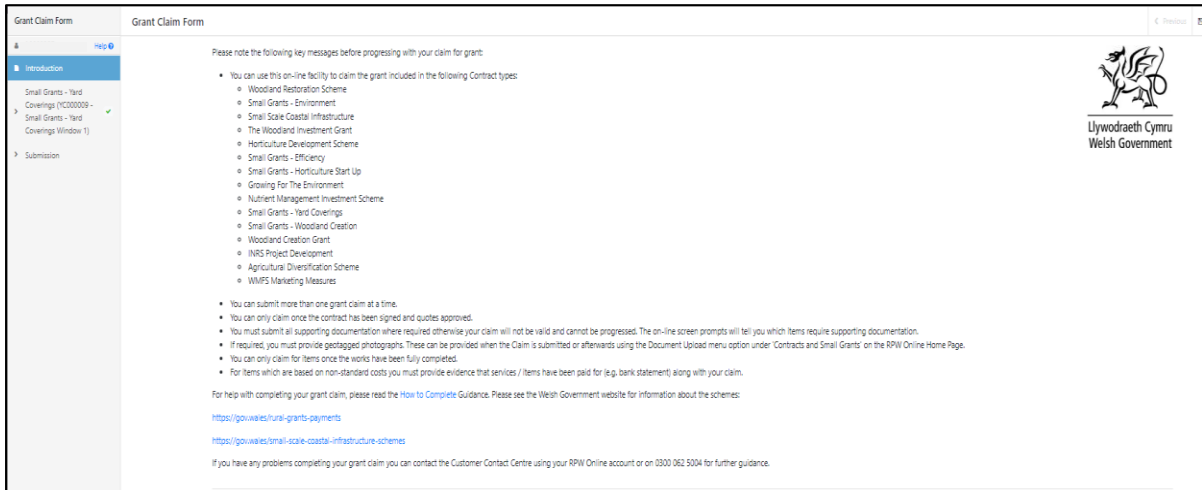 Grant Claim Form
Grant Claim Form
Previous
Help
Introduction
Small Grants - Yard
Coverings (YC000009 -
Small Grants - Yard
Coverings Window 1)
Submission
Please note the following key messages before progressing with your claim for grant:
You can use this on-line facility to claim the grant included in the following Contract types:
Woodland Restoration Scheme
Small Grants - Environment
Small Scale Coastal Infrastructure
The Woodland Investment Grant
Horticulture Development Scheme
Small Grants - Efficiency
Small Grants - Horticulture Start Up
Growing For The Environment
Nutrient Management Investment Scheme
Small Grants - Yard Coverings
Small Grants - Woodland Creation
Woodland Creation Grant
INRS Project Development
Agricultural Diversification Scheme
WMFS Marketing Measures
You can submit more than one grant claim at a time.
You can only claim once the contract has been signed and quotes approved.
You must submit all supporting documentation where required otherwise your claim will not be valid and cannot be progressed. The on-line screen prompts will tell you which items require supporting documentation.
If required, you must provide geotagged photographs. These can be provided when the Claim is submitted or afterwards using the Document Upload menu option under 'Contracts and Small Grants' on the RPW Online Home Page.
You can only claim for items once the works have been fully completed.
For items which are based on non-standard costs you must provide evidence that services / items have been paid for (e.g. bank statement) along with your claim.
For help with completing your grant claim, please read the How to Complete Guidance. Please see the Welsh Government website for information about the schemes:
https://gov.wales/rural-grants-payments
https://gov.wales/small-scale-coastal-infrastructure-schemes
If you have any problems completing your grant claim you can contact the Customer Contact Centre using your RPW Online account or on 0300 062 5004 for further guidance.
Llywodraeth Cymru
Welsh Government